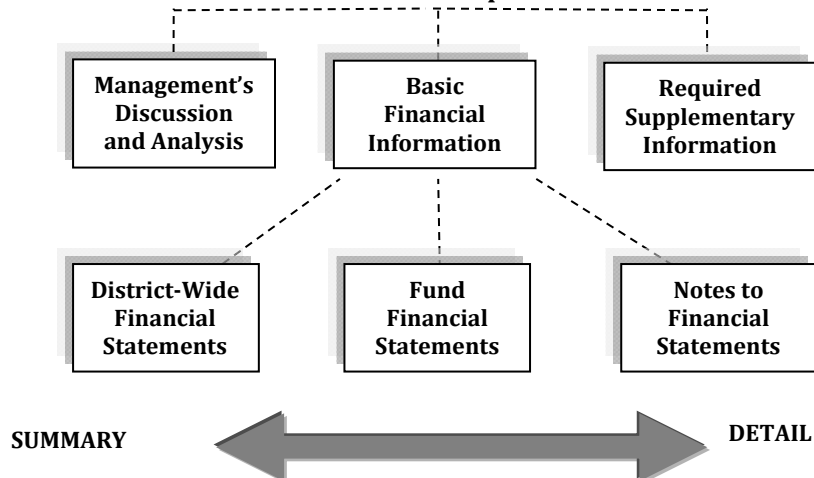 Management’s
Discussion
and Analysis
Basic
Financial
Information
Required
Supplementary
Information
District-Wide
Financial
Statements
Fund
Financial
Statements
Notes to
Financial
Statements
SUMMARY
DETAIL